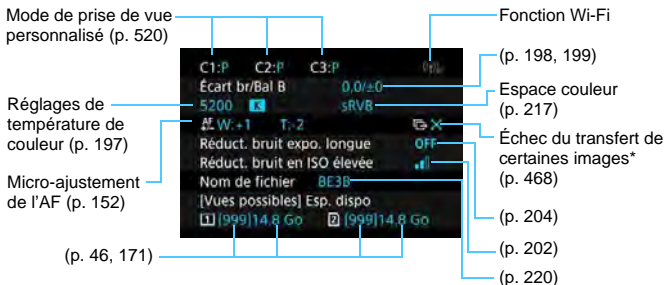 Mode de prise de vue
personnalisé (p. 520)
Fonction Wi-Fi
C1:P C2:P C3:P
Écart br/Bal B 0,0/±0
(p. 198, 199)
5200 K sRVB
Réglages de
température de
couleur (p. 197)
Espace couleur
(p. 217)
AF W:+1 T:-2
Échec du transfert de
certaines images*
(p. 468)
Réduct. bruit expo. longue OFF
Réduct. bruit en ISO élevée
Micro-ajustement
de l'AF (p. 152)
Nom de fichier BE3B
(p. 204)
[Vues possibles] Esp. dispo
1 [999]14.8 Go 2 [999]14.8 Go
(p. 202)
(p. 46, 171)
(p. 220)